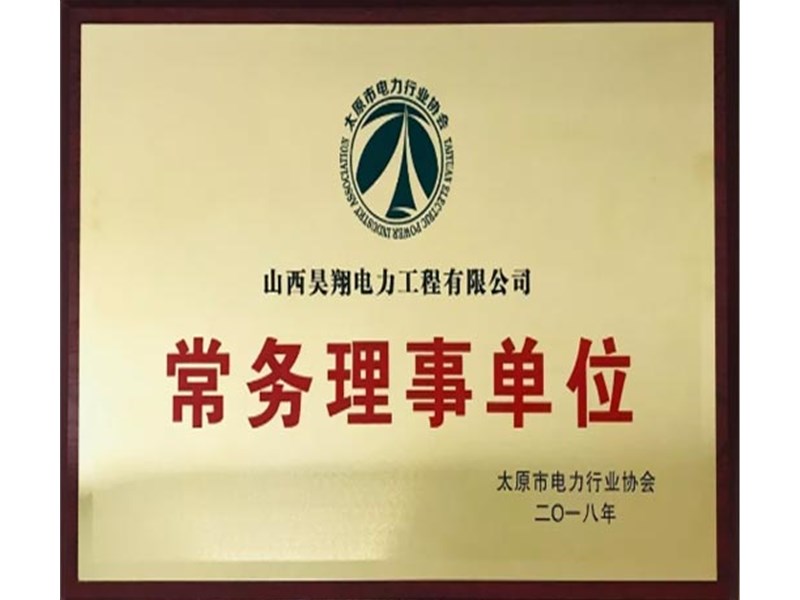 太原市电力行业协会
TAIYUAN ELECTRIC POWER INDUSTRY ASSOCIATION
山西昊翔电力工程有限公司
常务理事单位
太原市电力行业协会
二〇一八年